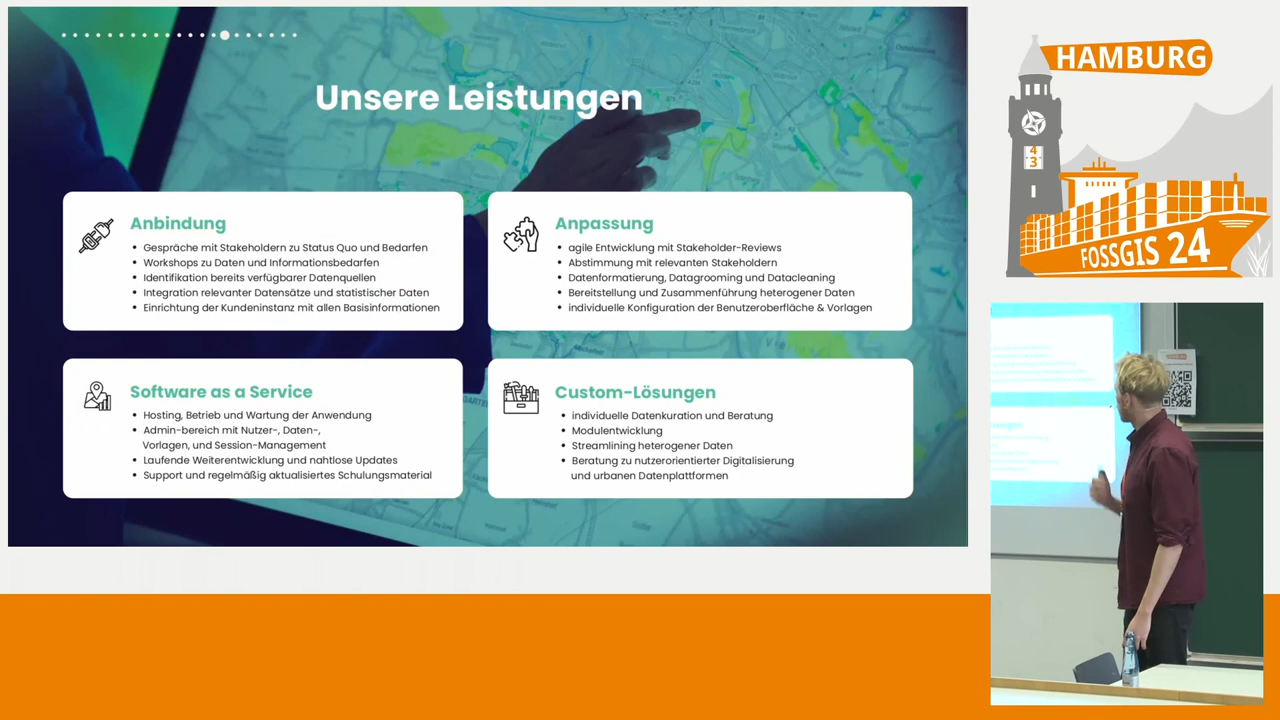 Unsere Leistungen
Anbindung
• Gespräche mit Stakeholdern zu Status Quo und Bedarfen
• Workshops zu Daten und Informationsbedarfen
• Identifikation bereits verfügbarer Datenquellen
• Integration relevanter Datensätze und statistischer Daten
• Einrichtung der Kundeninstanz mit allen Basisinformationen
Anpassung
• agile Entwicklung mit Stakeholder-Reviews
• Abstimmung mit relevanten Stakeholdern
• Datenformatierung, Datagrooming und Datacleaning
• Bereitstellung und Zusammenführung heterogener Daten
• individuelle Konfiguration der Benutzeroberfläche & Vorlagen
Software as a Service
• Hosting, Betrieb und Wartung der Anwendung
• Admin-bereich mit Nutzer-, Daten-,
Vorlagen, und Session-Management
• Laufende Weiterentwicklung und nahtlose Updates
• Support und regelmäßig aktualisiertes Schulungsmaterial
Custom-Lösungen
• individuelle Datenkuration und Beratung
• Modulentwicklung
• Streamlining heterogener Daten
• Beratung zu nutzerorientierter Digitalisierung
und urbanen Datenplattformen
HAMBURG
4
3
FOSSGIS 24